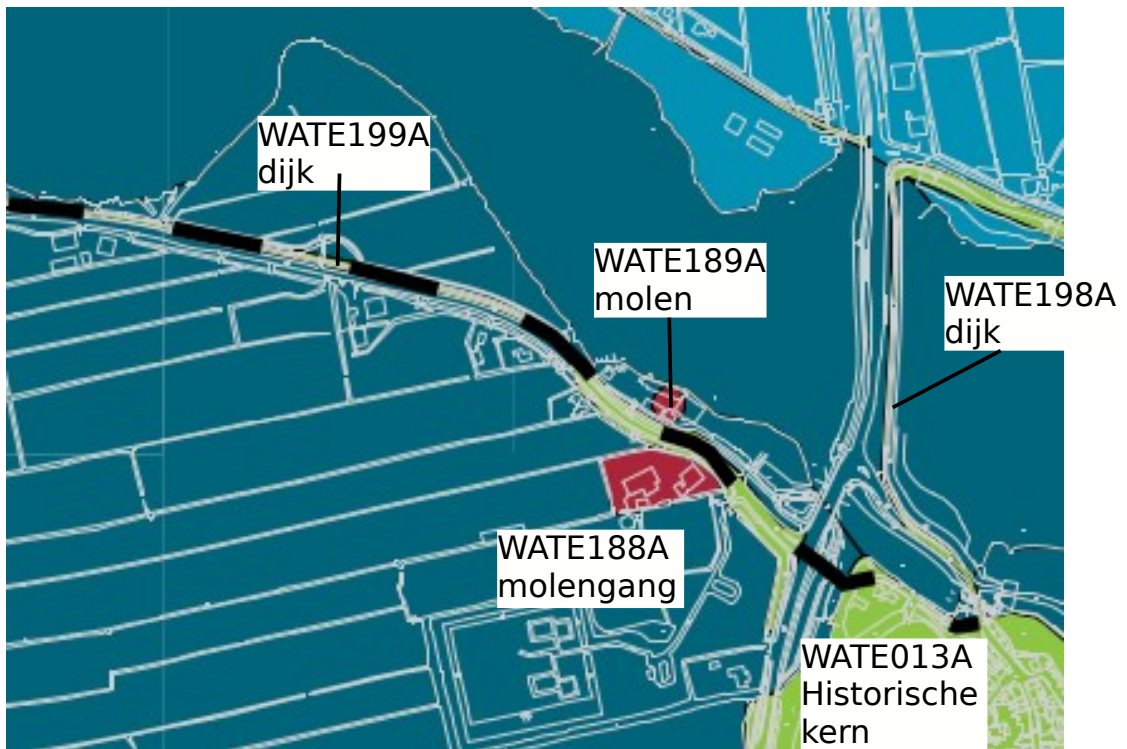 WATE199A
dijk
WATE189A
molen
WATE198A
dijk
WATE188A
molengang
WATE013A
Historische
kern